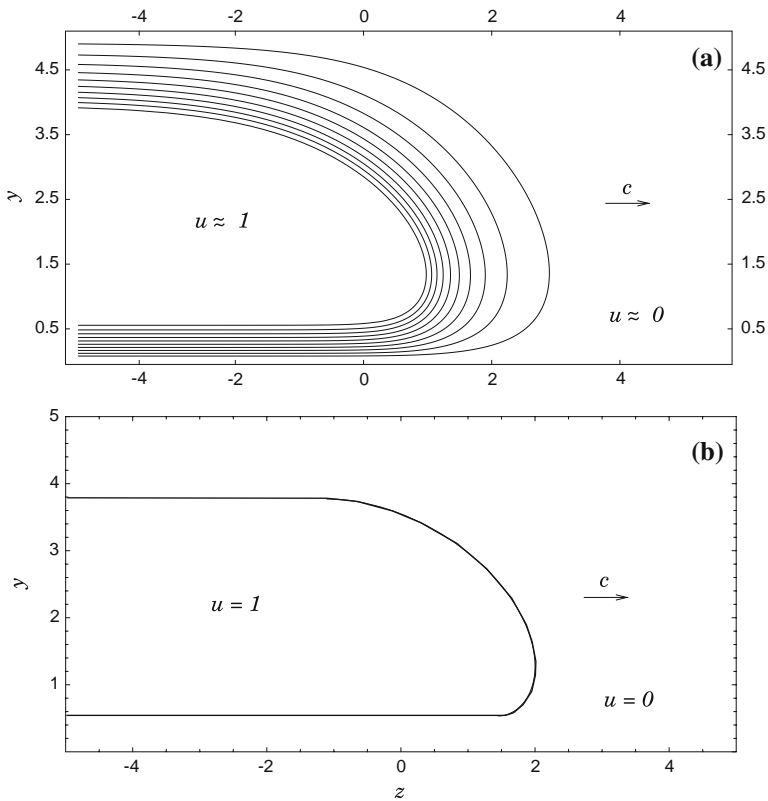 -4 -2 0 2 4
(a)
4.5 4.5
3.5 3.5
y 2.5 2.5
1.5 1.5
0.5 0.5
u ≈ 1
c
u ≈ 0
-4 -2 0 2 4
5
(b)
4
3
y
2
1
u = 1
c
u = 0
-4 -2 0 2 4
z